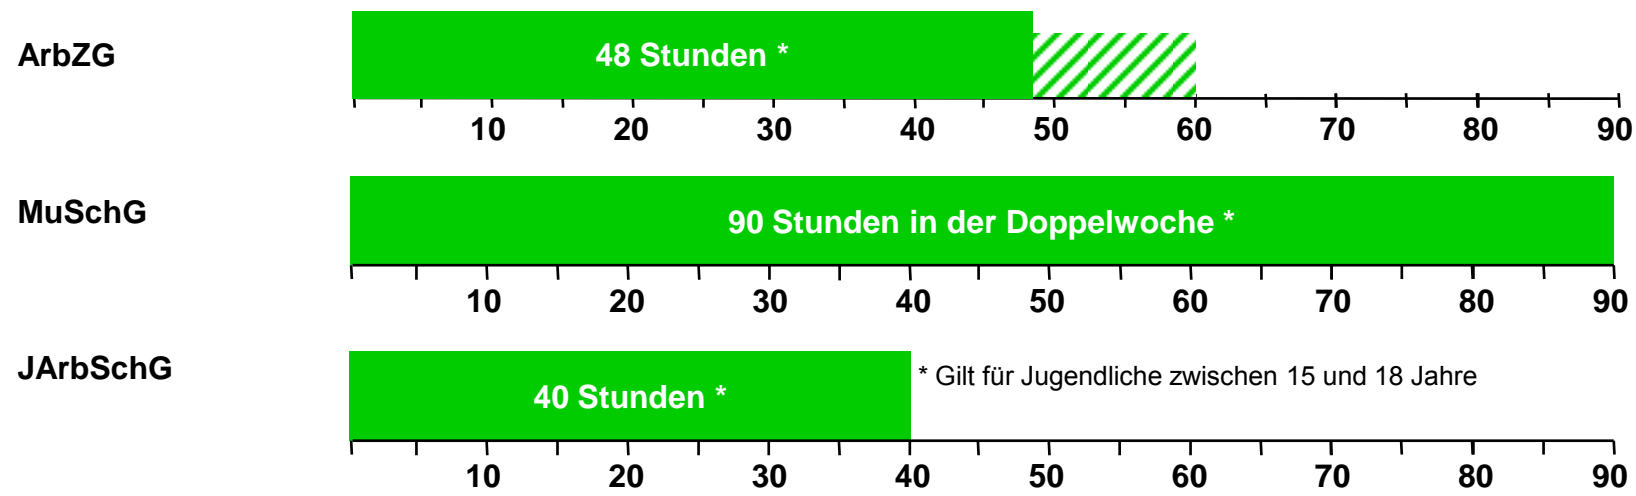 ArbZG
48 Stunden *
10 20 30 40 50 60 70 80 90
MuSchG
90 Stunden in der Doppelwoche *
10 20 30 40 50 60 70 80 90
JArbSchG
40 Stunden *
* Gilt für Jugendliche zwischen 15 und 18 Jahre
10 20 30 40 50 60 70 80 90